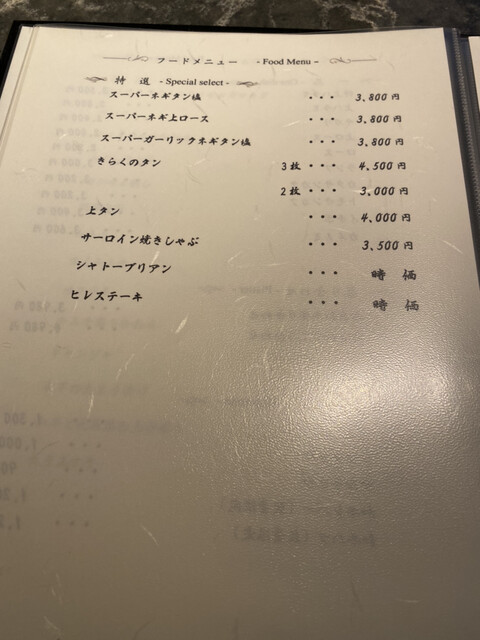 フードメニュー - Food Menu -
特 選 - Special select -
スーパーネギタン塩 ・・・ 3,800円
スーパーネギ上ロース ・・・ 3,800円
スーパーガーリックネギタン塩 ・・・ 3,800円
きらくのタン 3枚・・・ 4,500円
2枚・・・ 3,000円
上タン ・・・ 4,000円
サーロイン焼きしゃぶ ・・・ 3,500円
シャトーブリアン ・・・ 時 価
ヒレステーキ ・・・ 時 価